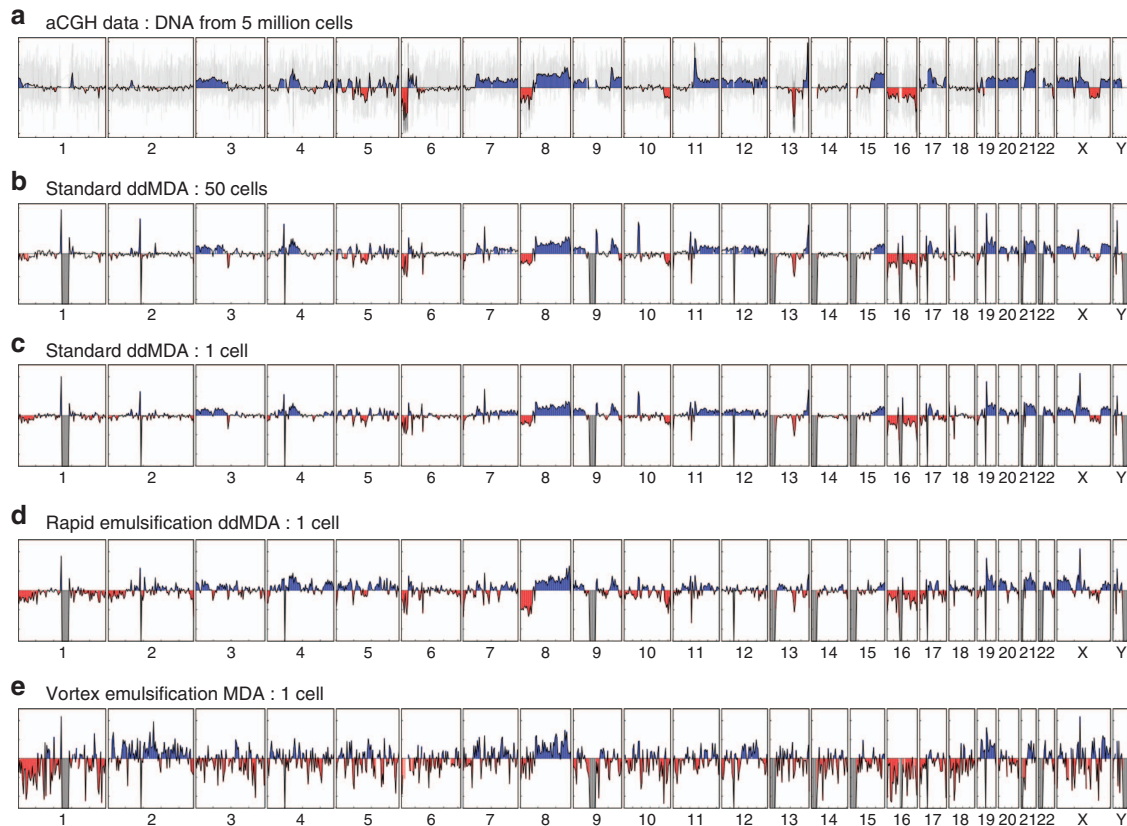 a aCGH data : DNA from 5 million cells
1 2 3 4 5 6 7 8 9 10 11 12 13 14 15 16 17 18 19 20 21 22 X Y
b Standard ddMDA : 50 cells
1 2 3 4 5 6 7 8 9 10 11 12 13 14 15 16 17 18 19 20 21 22 X Y
c Standard ddMDA : 1 cell
1 2 3 4 5 6 7 8 9 10 11 12 13 14 15 16 17 18 19 20 21 22 X Y
d Rapid emulsification ddMDA : 1 cell
1 2 3 4 5 6 7 8 9 10 11 12 13 14 15 16 17 18 19 20 21 22 X Y
e Vortex emulsification MDA : 1 cell
1 2 3 4 5 6 7 8 9 10 11 12 13 14 15 16 17 18 19 20 21 22 X Y